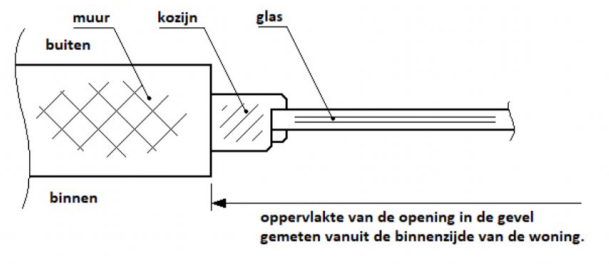 muur kozijn glas
buiten
binnen
oppervlakte van de opening in de gevel
gemeten vanuit de binnenzijde van de woning.